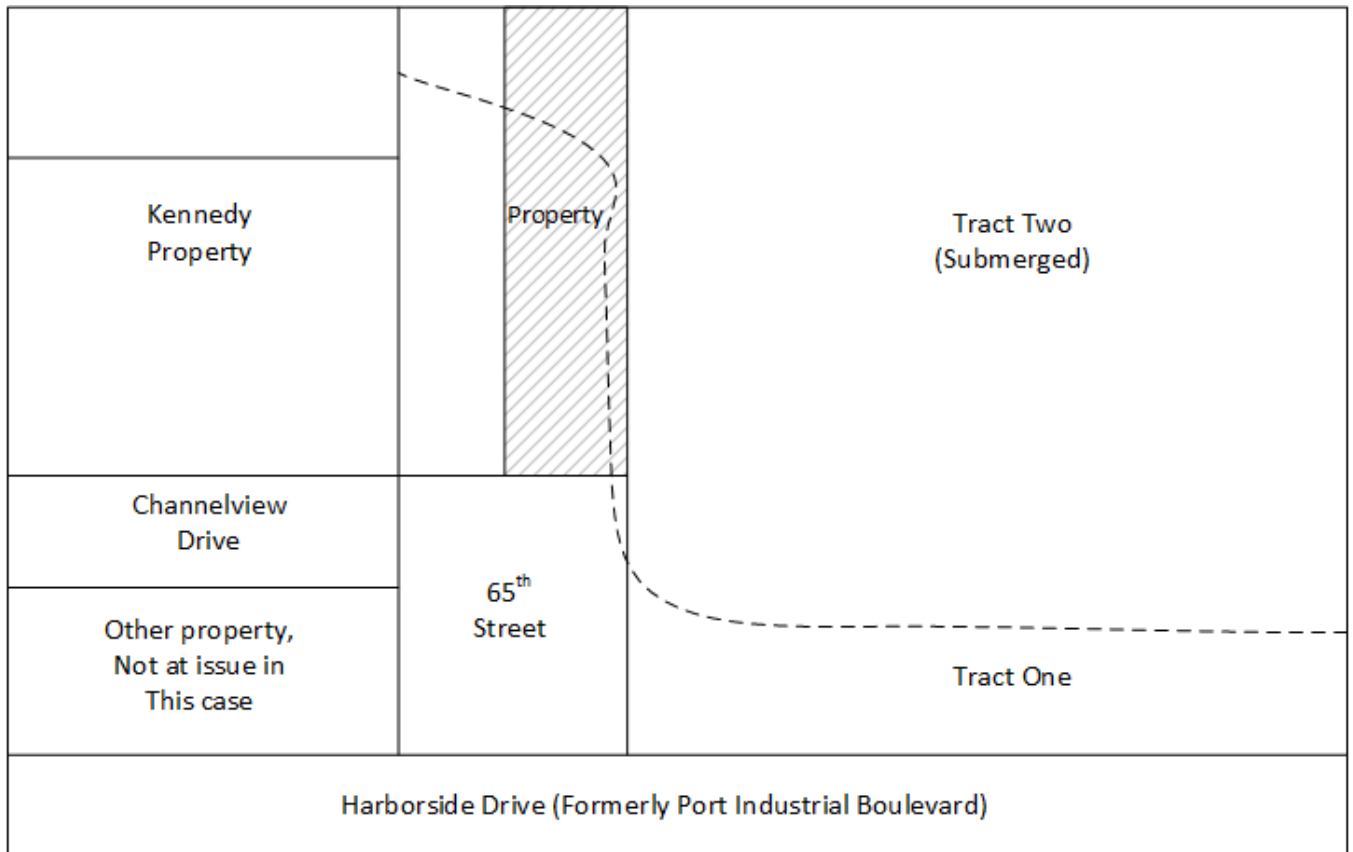 Kennedy
Property
Property
Tract Two
(Submerged)
Channelview
Drive
65th
Street
Other property,
Not at issue in
This case
Tract One
Harborside Drive (Formerly Port Industrial Boulevard)